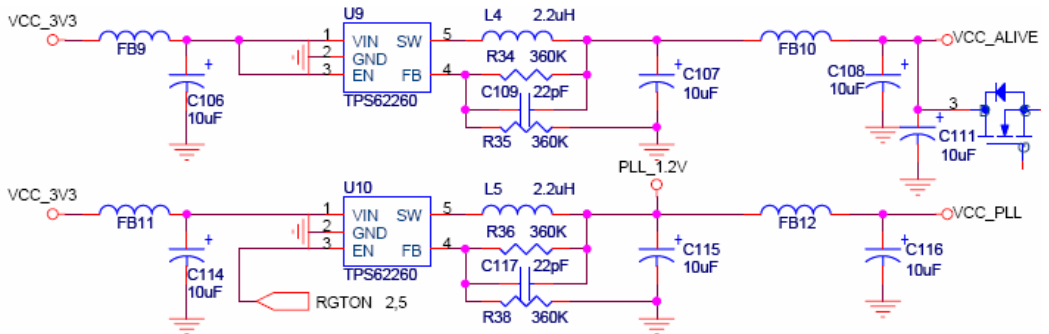 VCC_3V3
FB9
C106
10uF
U9
1 VIN SW 5
2 GND
3 EN FB 4
TPS62260
L4 2.2uH
R34 360K
C109 22pF
R35 360K
C107
10uF
FB10
C108
10uF
VCC_ALIVE
3
C111
10uF
VCC_3V3
FB11
C114
10uF
U10
1 VIN SW 5
2 GND
3 EN FB 4
TPS62260
RGTON 2,5
L5 2.2uH
R36 360K
C117 22pF
R38 360K
PLL_1.2V
C115
10uF
FB12
C116
10uF
VCC_PLL